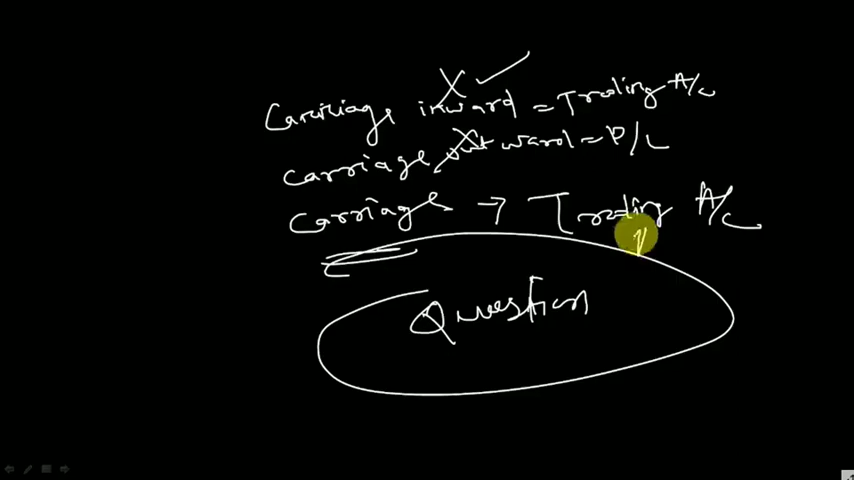 Carriage inward = Trading A/c
Carriage outward = P/L
Carriage → Trading A/c
Question